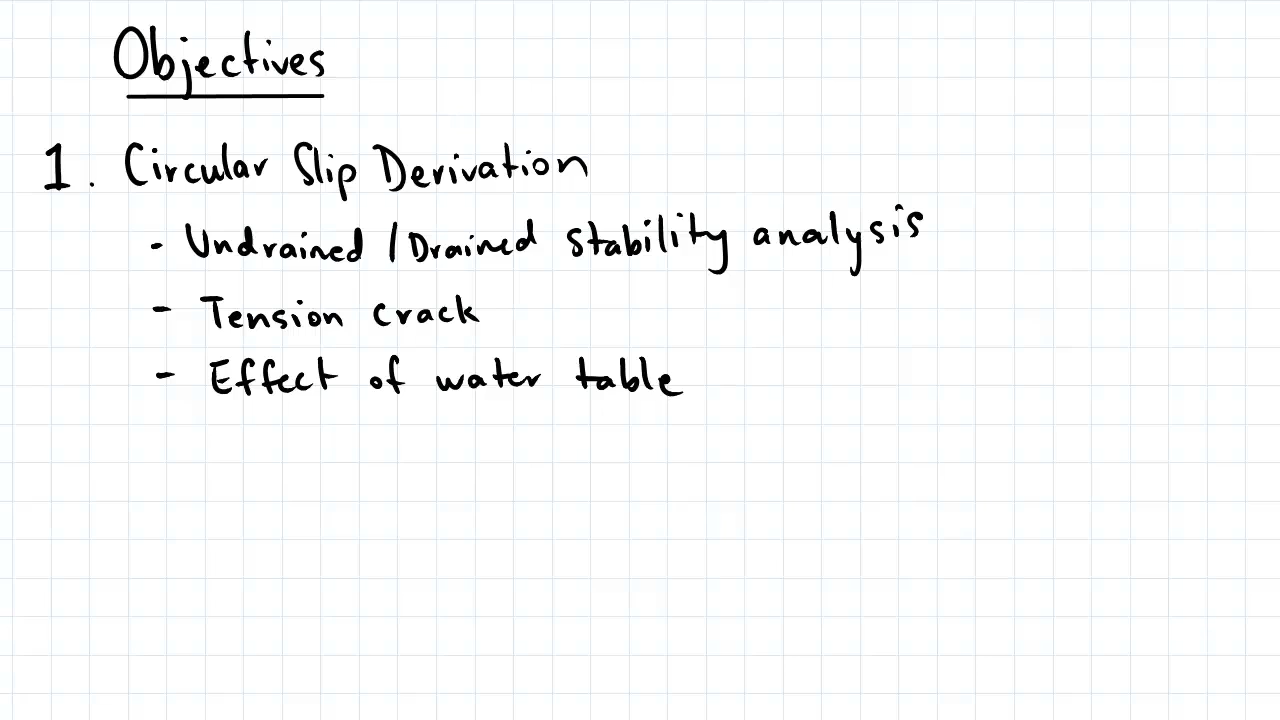 Objectives
1. Circular Slip Derivation
- Undrained / Drained stability analysis
- Tension crack
- Effect of water table